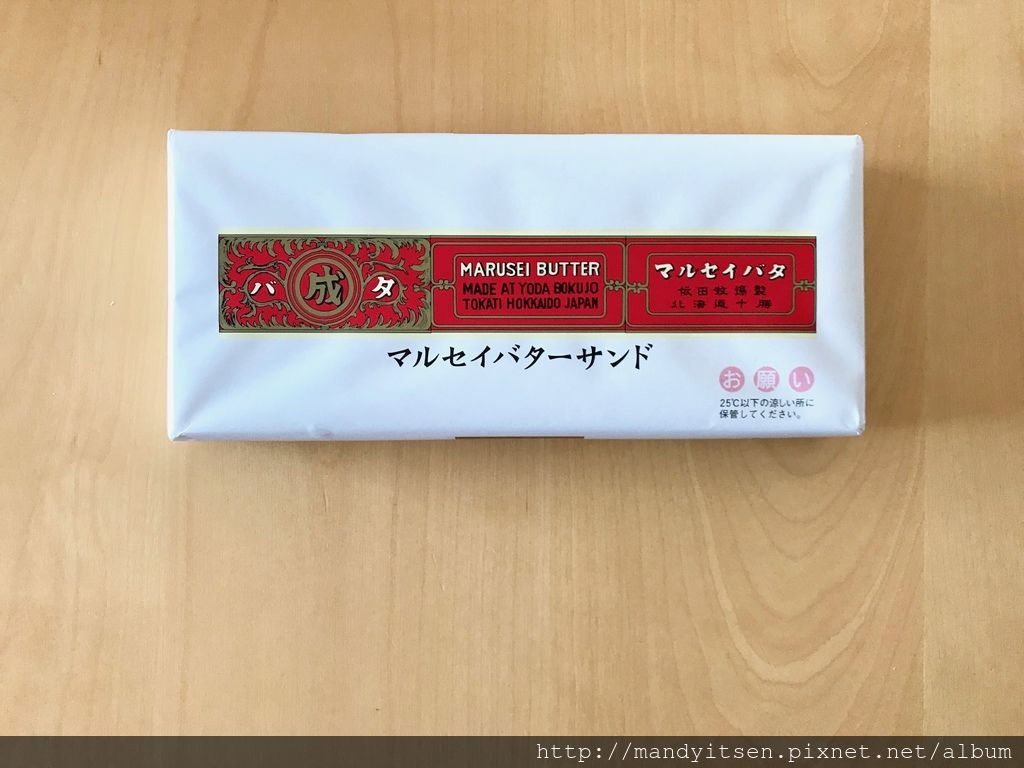 バ 成 タ
MARUSEI BUTTER
MADE AT YODA BOKUJO
TOKATI HOKKAIDO JAPAN
マルセイバタ
依田牧場製
北海道十勝
マルセイバターサンド
お願い
25℃以下の涼しい所に
保管してください。
http://mandyitsen.pixnet.net/album